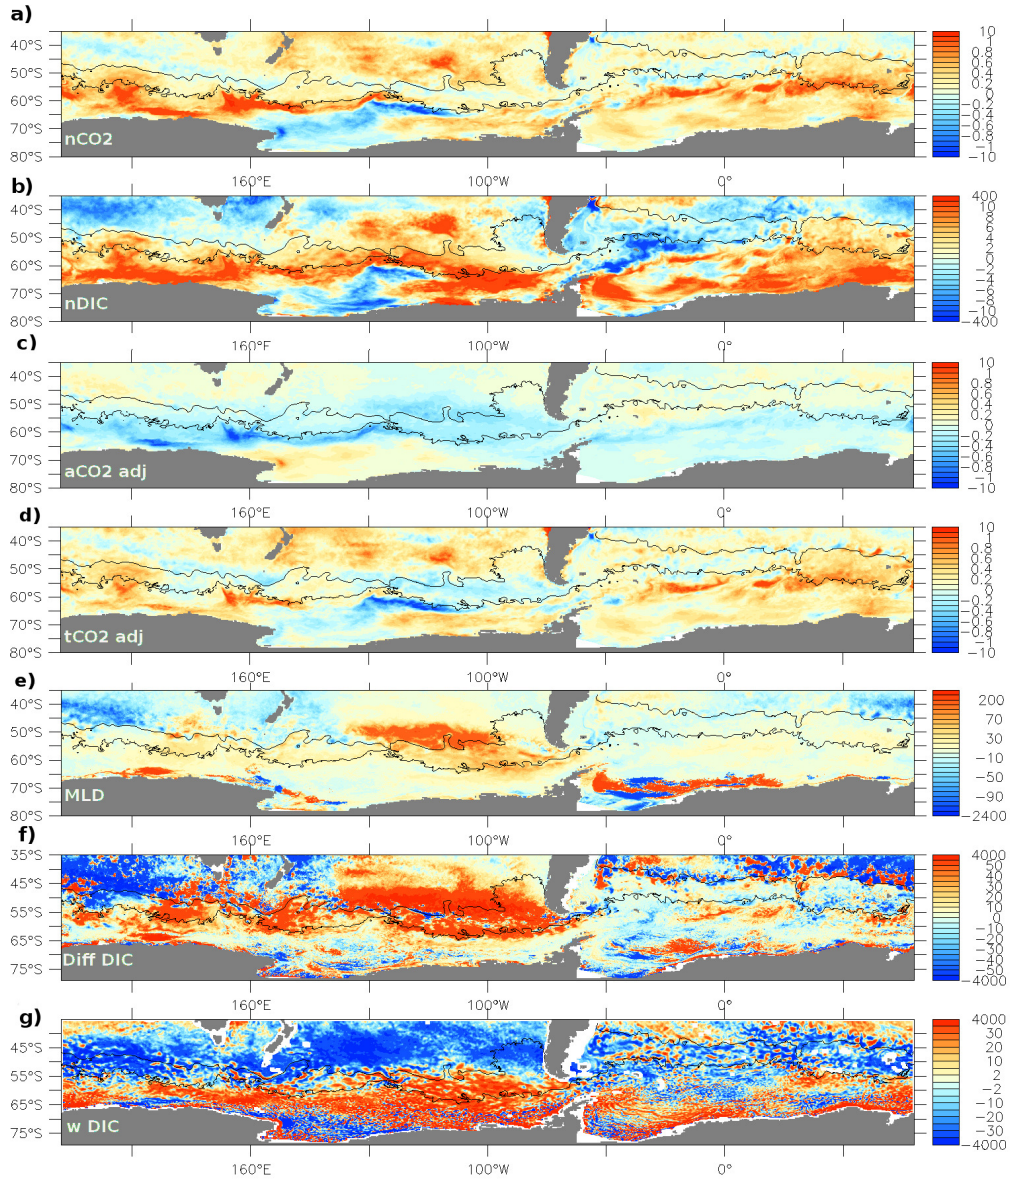 a)
40°S
50°S
60°S
70°S
80°S
nCO2
10
1
0.8
0.6
0.4
0.2
0
−0.2
−0.4
−0.6
−0.8
−1
−10
160°E 100°W 0°
b)
40°S
50°S
60°S
70°S
80°S
nDIC
400
10
8
6
4
2
0
−2
−4
−6
−8
−10
−400
160°E 100°W 0°
c)
40°S
50°S
60°S
70°S
80°S
aCO2 adj
10
1
0.8
0.6
0.4
0.2
0
−0.2
−0.4
−0.6
−0.8
−1
−10
160°E 100°W 0°
d)
40°S
50°S
60°S
70°S
80°S
tCO2 adj
10
1
0.8
0.6
0.4
0.2
0
−0.2
−0.4
−0.6
−0.8
−1
−10
160°E 100°W 0°
e)
40°S
50°S
60°S
70°S
80°S
MLD
200
70
30
10
−10
−50
−90
−2400
160°E 100°W 0°
f)
35°S
45°S
55°S
65°S
75°S
Diff DIC
4000
50
40
30
20
10
0
−10
−20
−30
−40
−50
−4000
160°E 100°W 0°
g)
45°S
55°S
65°S
75°S
w DIC
4000
30
20
10
2
−2
−10
−20
−30
−4000
160°E 100°W 0°